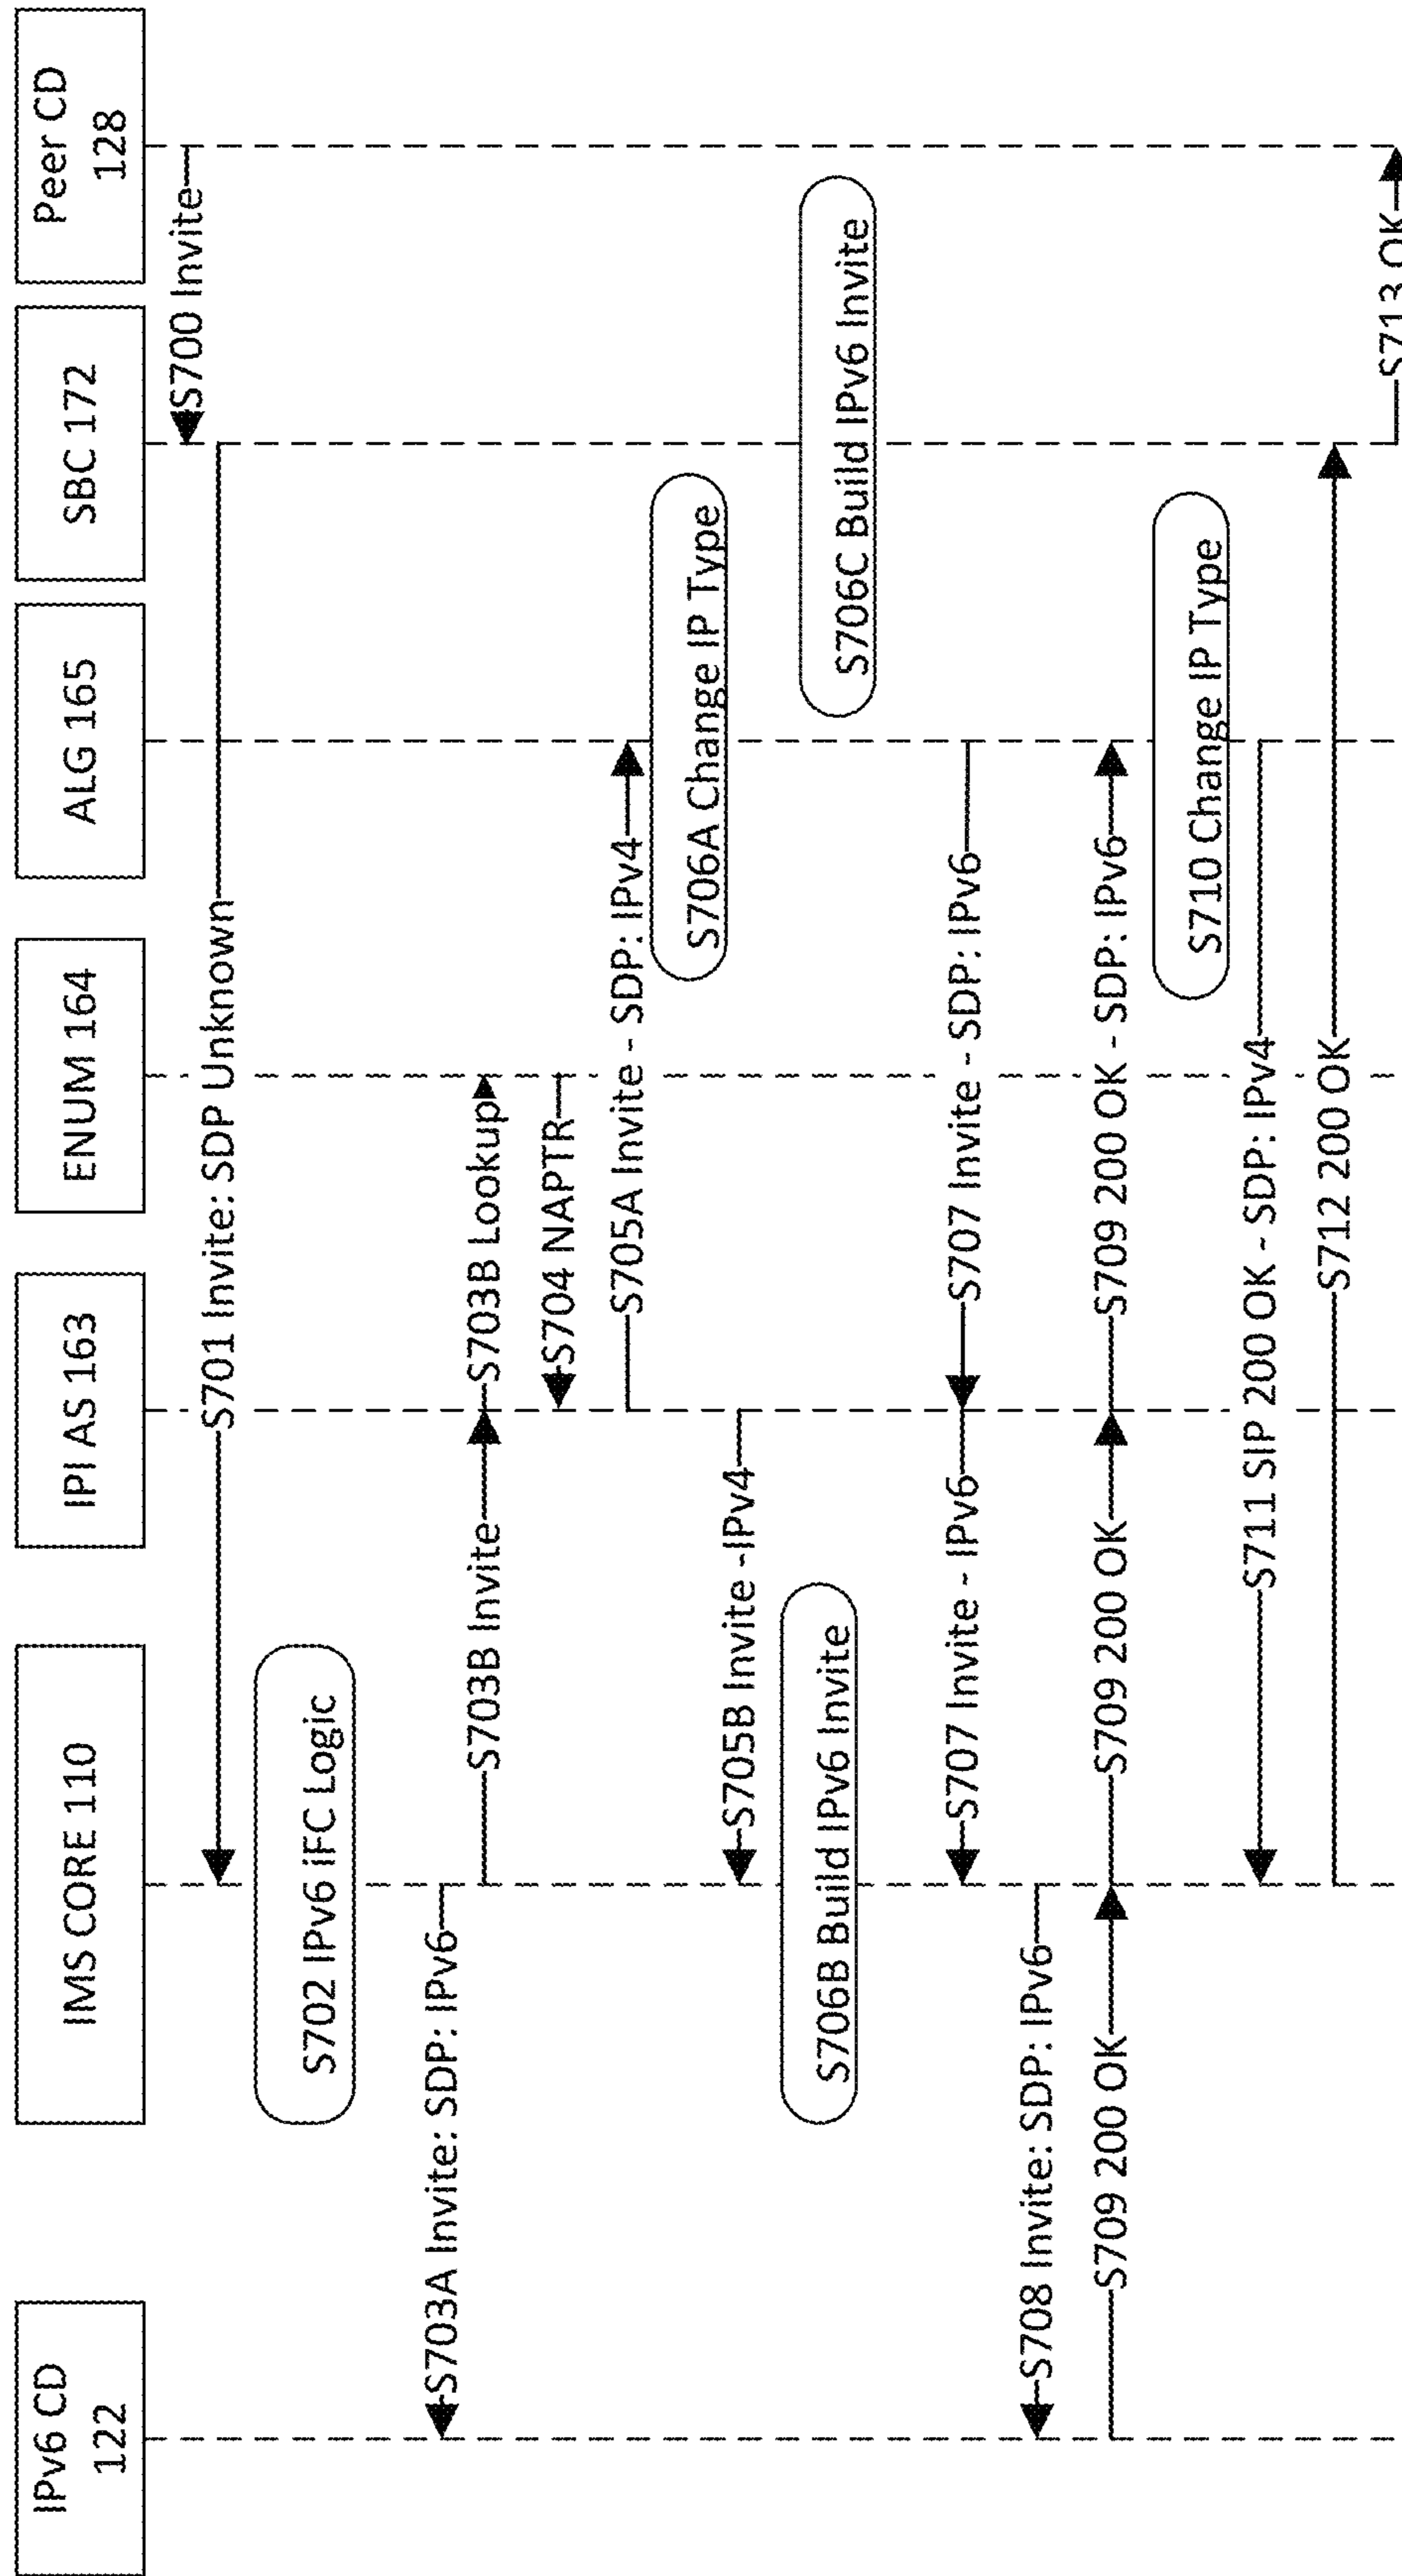 IPv6 CD
122
IMS CORE 110
IPI AS 163
ENUM 164
ALG 165
SBC 172
Peer CD
128
S700 Invite
S701 Invite: SDP Unknown
S702 IPv6 iFC Logic
S703A Invite: SDP: IPv6
S703B Invite
S703B Lookup
S704 NAPTR
S705A Invite - SDP: IPv4
S706A Change IP Type
S705B Invite -IPv4
S706B Build IPv6 Invite
S706C Build IPv6 Invite
S707 Invite - IPv6
S707 Invite - SDP: IPv6
S708 Invite: SDP: IPv6
S709 200 OK
S709 200 OK
S709 200 OK - SDP: IPv6
S710 Change IP Type
S711 SIP 200 OK - SDP: IPv4
S712 200 OK
S713 OK